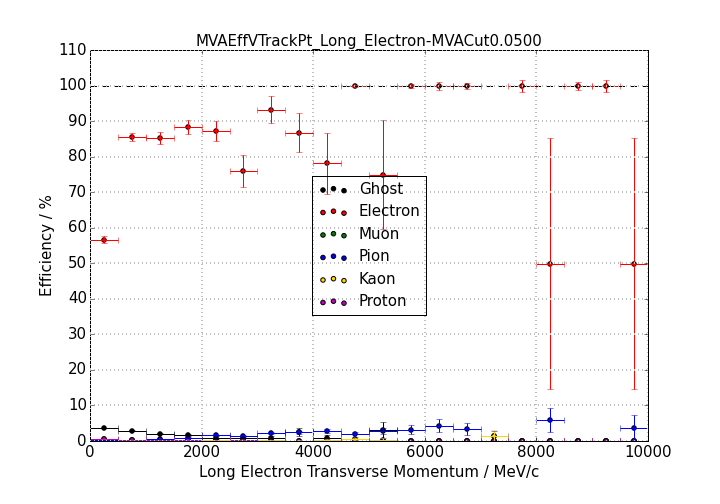 MVAEffVTrackPt_Long_Electron-MVACut0.0500
110
100
90
80
70
60
50
40
30
20
10
0
Efficiency / %
Ghost
Electron
Muon
Pion
Kaon
Proton
0 2000 4000 6000 8000 10000
Long Electron Transverse Momentum / MeV/c